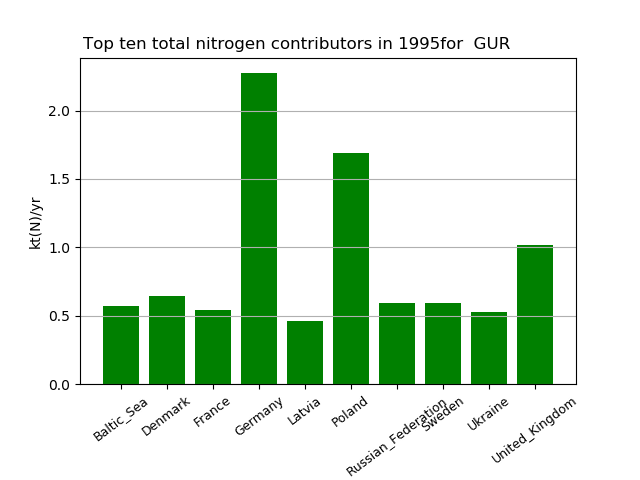 Top ten total nitrogen contributors in 1995for  GUR
kt(N)/yr
2.0
1.5
1.0
0.5
0.0
Baltic_Sea
Denmark
France
Germany
Latvia
Poland
Russian_Federation
Sweden
Ukraine
United_Kingdom